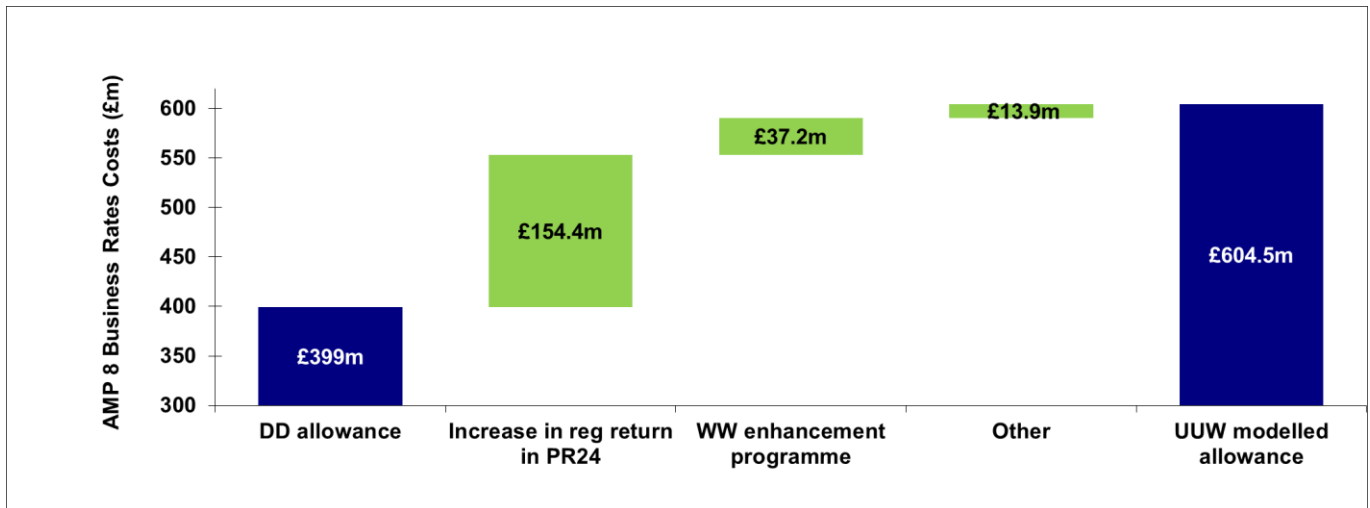 AMP 8 Business Rates Costs (£m)
600
550
500
450
400
350
300
£399m
£154.4m
£37.2m
£13.9m
£604.5m
DD allowance
Increase in reg return
in PR24
WW enhancement
programme
Other
UUW modelled
allowance